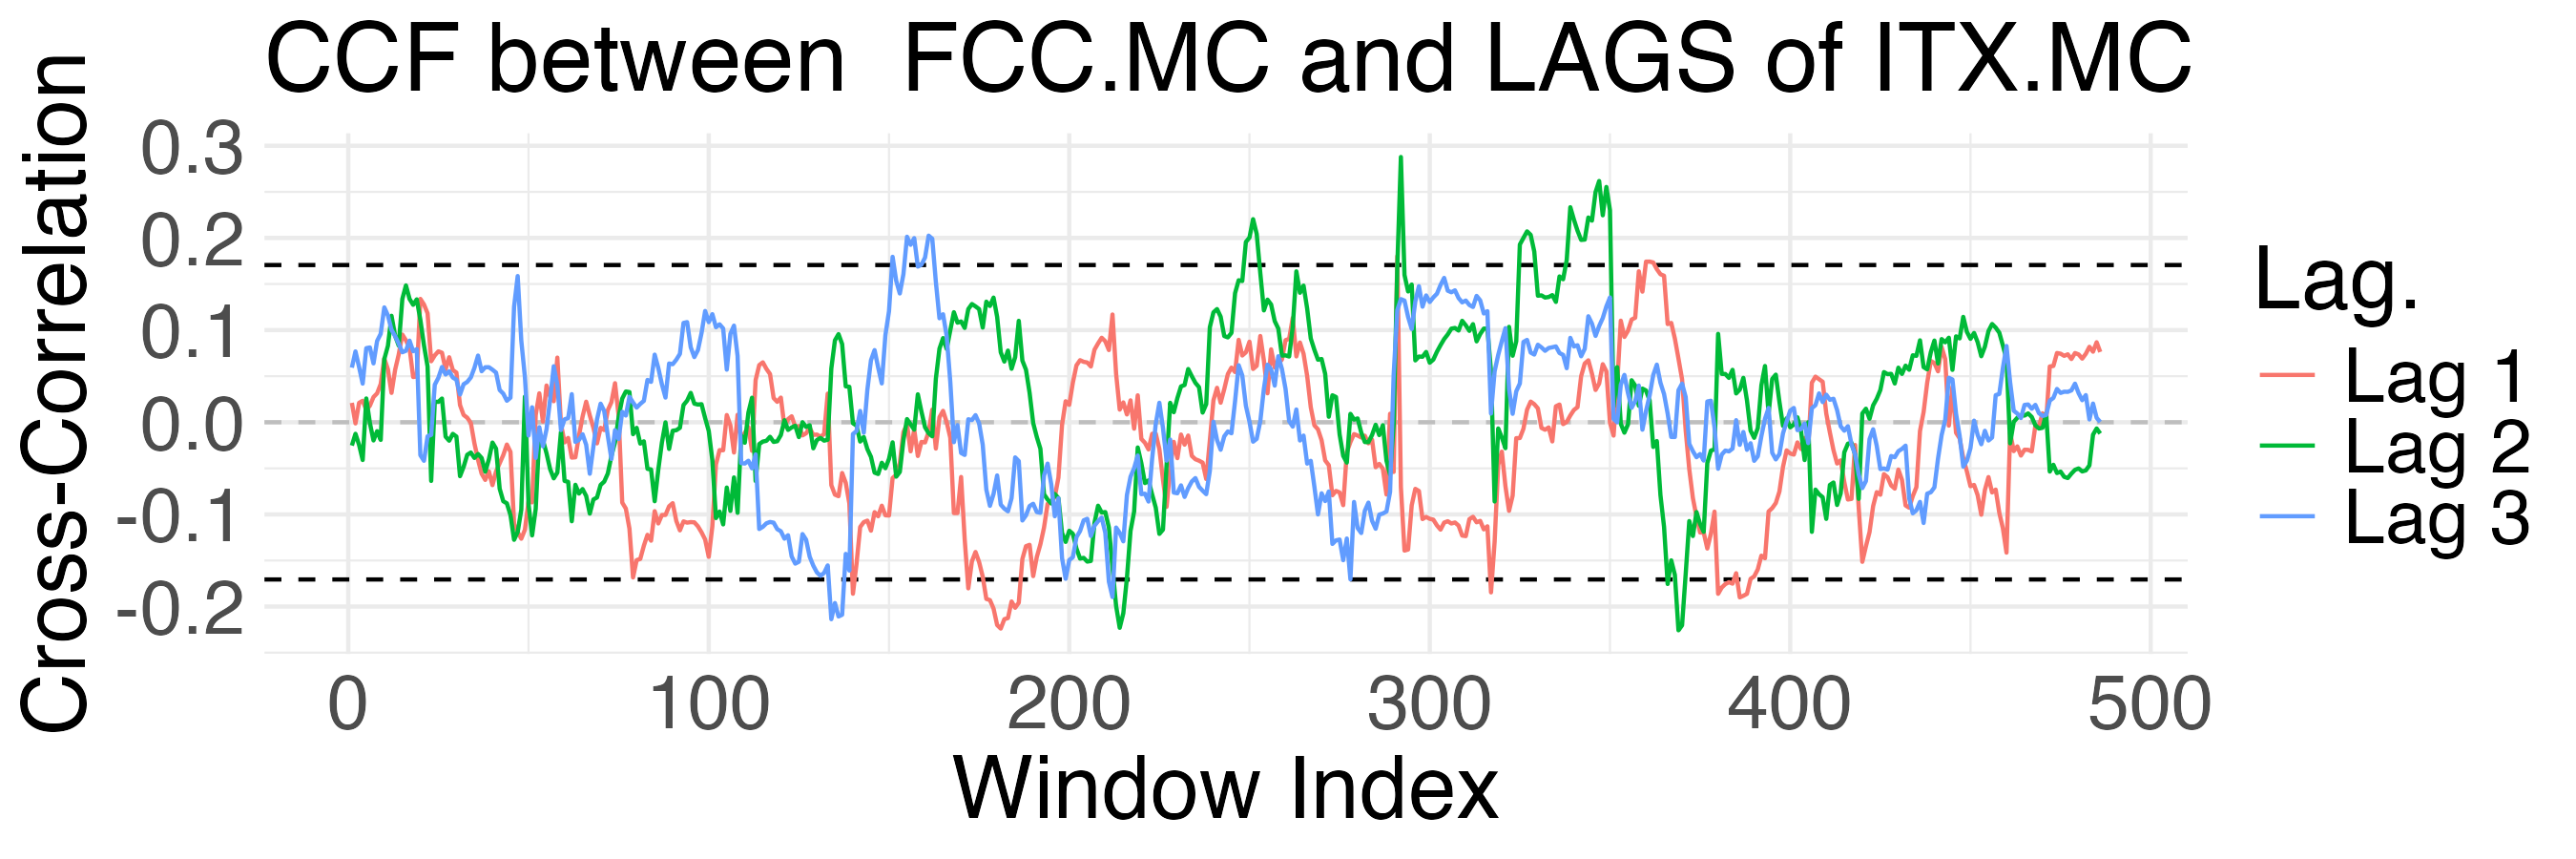 CCF between  FCC.MC and LAGS of ITX.MC
Cross-Correlation
0.3
0.2
0.1
0.0
-0.1
-0.2
0
100
200
300
400
500
Window Index
Lag.
Lag 1
Lag 2
Lag 3